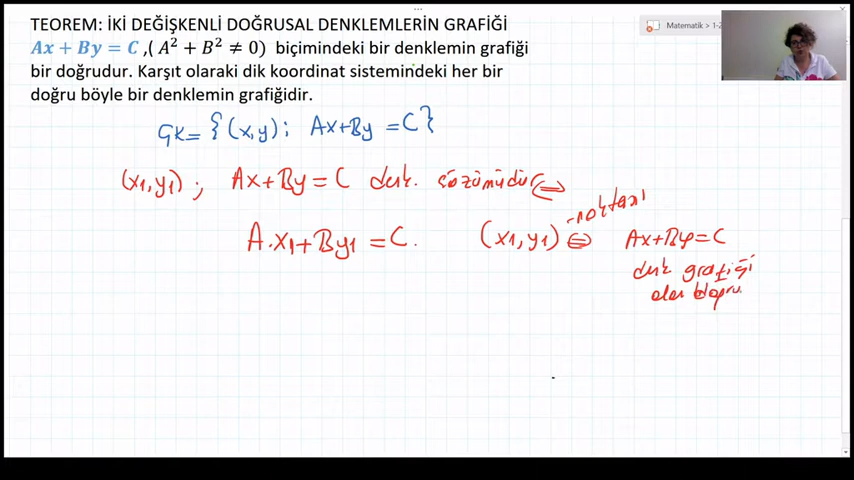 TEOREM: İKİ DEĞİŞKENLİ DOĞRUSAL DENKLEMLERİN GRAFİĞİ
Ax + By = C ,( A² + B² ≠ 0) biçimindeki bir denklemin grafiği
bir doğrudur. Karşıt olaraki dik koordinat sistemindeki her bir
doğru böyle bir denklemin grafiğidir.
Matematik > 1-2
GK= {(x,y); Ax+By =C}
(x1,y1) ; Ax+By=C denk. çözümüdür ⇔
A.x1+By1 =C. (x1,y1) noktası ⇔ Ax+By=C
denk grafiği
olan doğru.